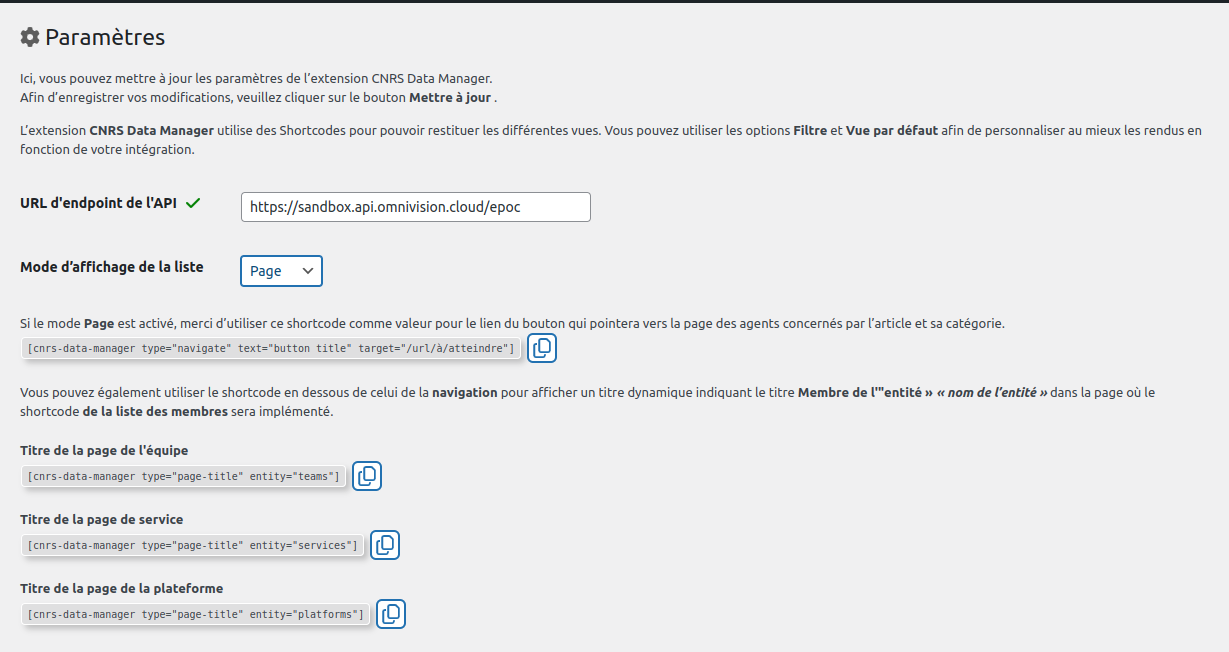 Paramètres
Ici, vous pouvez mettre à jour les paramètres de l’extension CNRS Data Manager.
Afin d’enregistrer vos modifications, veuillez cliquer sur le bouton Mettre à jour .
L’extension CNRS Data Manager utilise des Shortcodes pour pouvoir restituer les différentes vues. Vous pouvez utiliser les options Filtre et Vue par défaut afin de personnaliser au mieux les rendus en
fonction de votre intégration.
URL d'endpoint de l'API
https://sandbox.api.omnivision.cloud/epoc
Mode d’affichage de la liste
Page
Si le mode Page est activé, merci d’utiliser ce shortcode comme valeur pour le lien du bouton qui pointera vers la page des agents concernés par l’article et sa catégorie.
[cnrs-data-manager type="navigate" text="button title" target="/url/à/atteindre"]
Vous pouvez également utiliser le shortcode en dessous de celui de la navigation pour afficher un titre dynamique indiquant le titre Membre de l'"entité » « nom de l’entité » dans la page où le
shortcode de la liste des membres sera implémenté.
Titre de la page de l'équipe
[cnrs-data-manager type="page-title" entity="teams"]
Titre de la page de service
[cnrs-data-manager type="page-title" entity="services"]
Titre de la page de la plateforme
[cnrs-data-manager type="page-title" entity="platforms"]